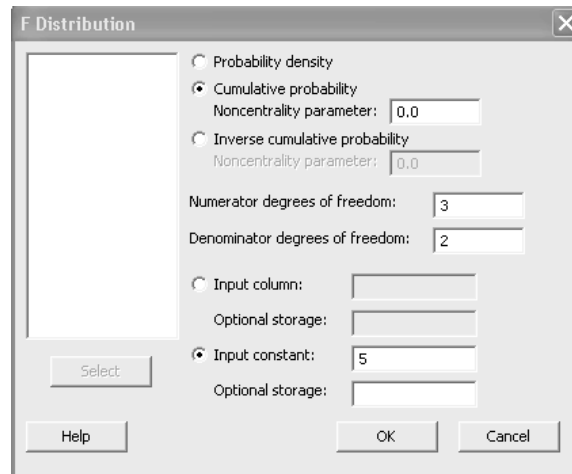 F Distribution
Probability density
Cumulative probability
Noncentrality parameter: 0.0
Inverse cumulative probability
Noncentrality parameter: 0.0
Numerator degrees of freedom: 3
Denominator degrees of freedom: 2
Input column:
Optional storage:
Input constant: 5
Optional storage:
Select
Help OK Cancel